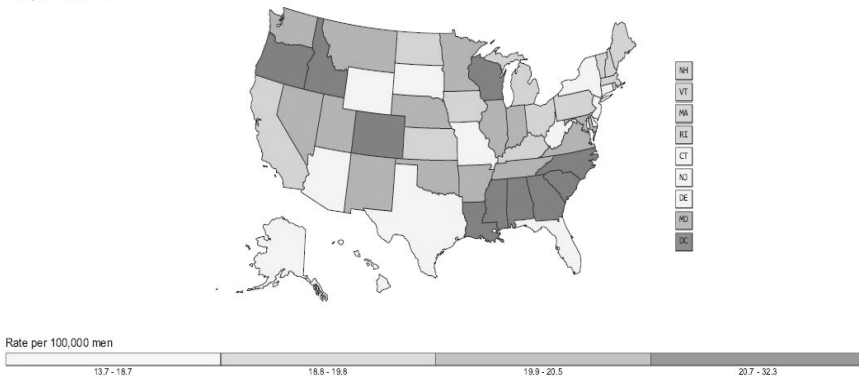 NH
VT
MA
RI
CT
NJ
DE
MD
DC
Rate per 100,000 men
13.7 - 18.7 18.8 - 19.8 19.9 - 20.5 20.7 - 32.3